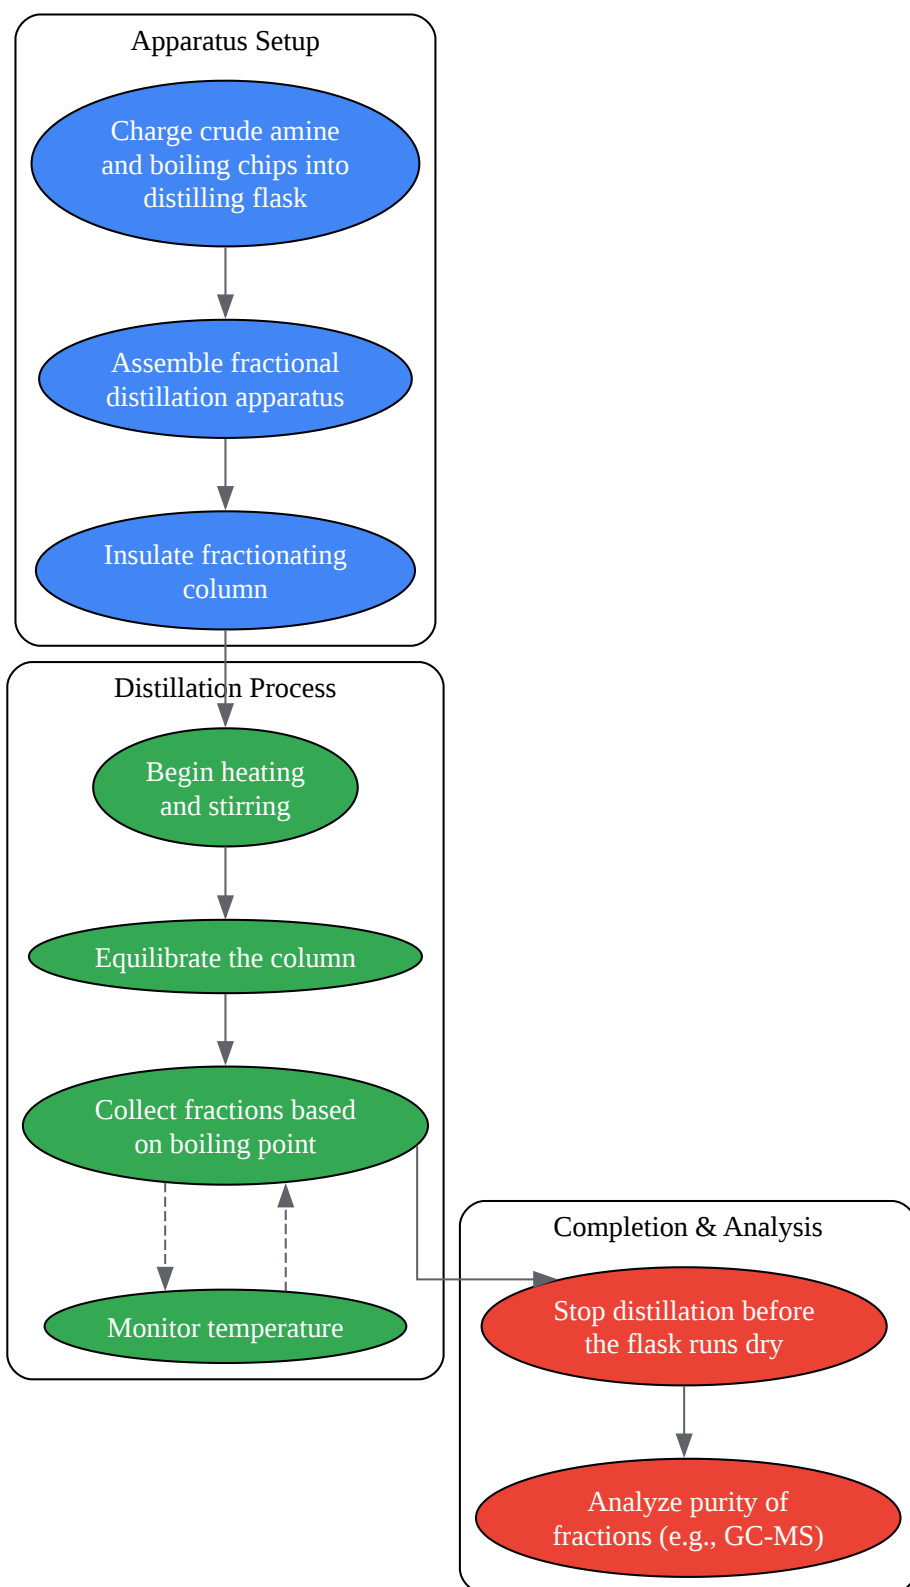 Apparatus Setup
Charge crude amine
and boiling chips into
distilling flask
Assemble fractional
distillation apparatus
Insulate fractionating
column
Distillation Process
Begin heating
and stirring
Equilibrate the column
Collect fractions based
on boiling point
Monitor temperature
Completion & Analysis
Stop distillation before
the flask runs dry
Analyze purity of
fractions (e.g., GC-MS)